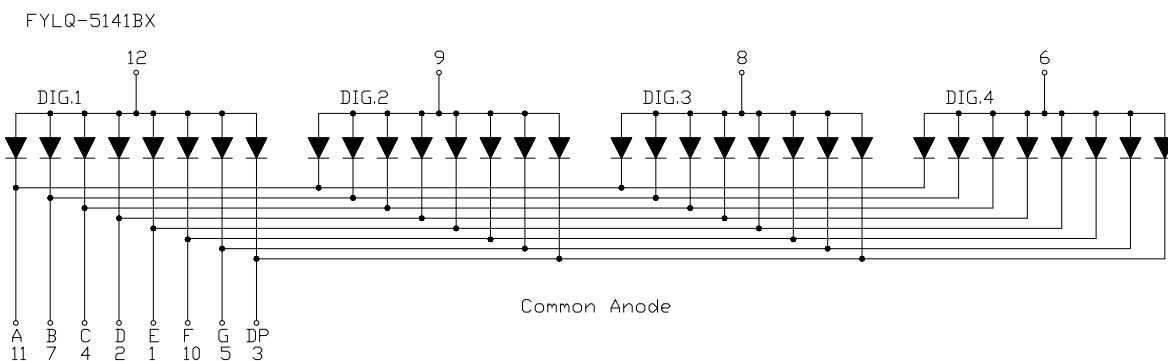 FYLQ-5141BX
12 9 8 6
DIG.1 DIG.2 DIG.3 DIG.4
Common Anode
A B C D E F G DP
11 7 4 2 1 10 5 3